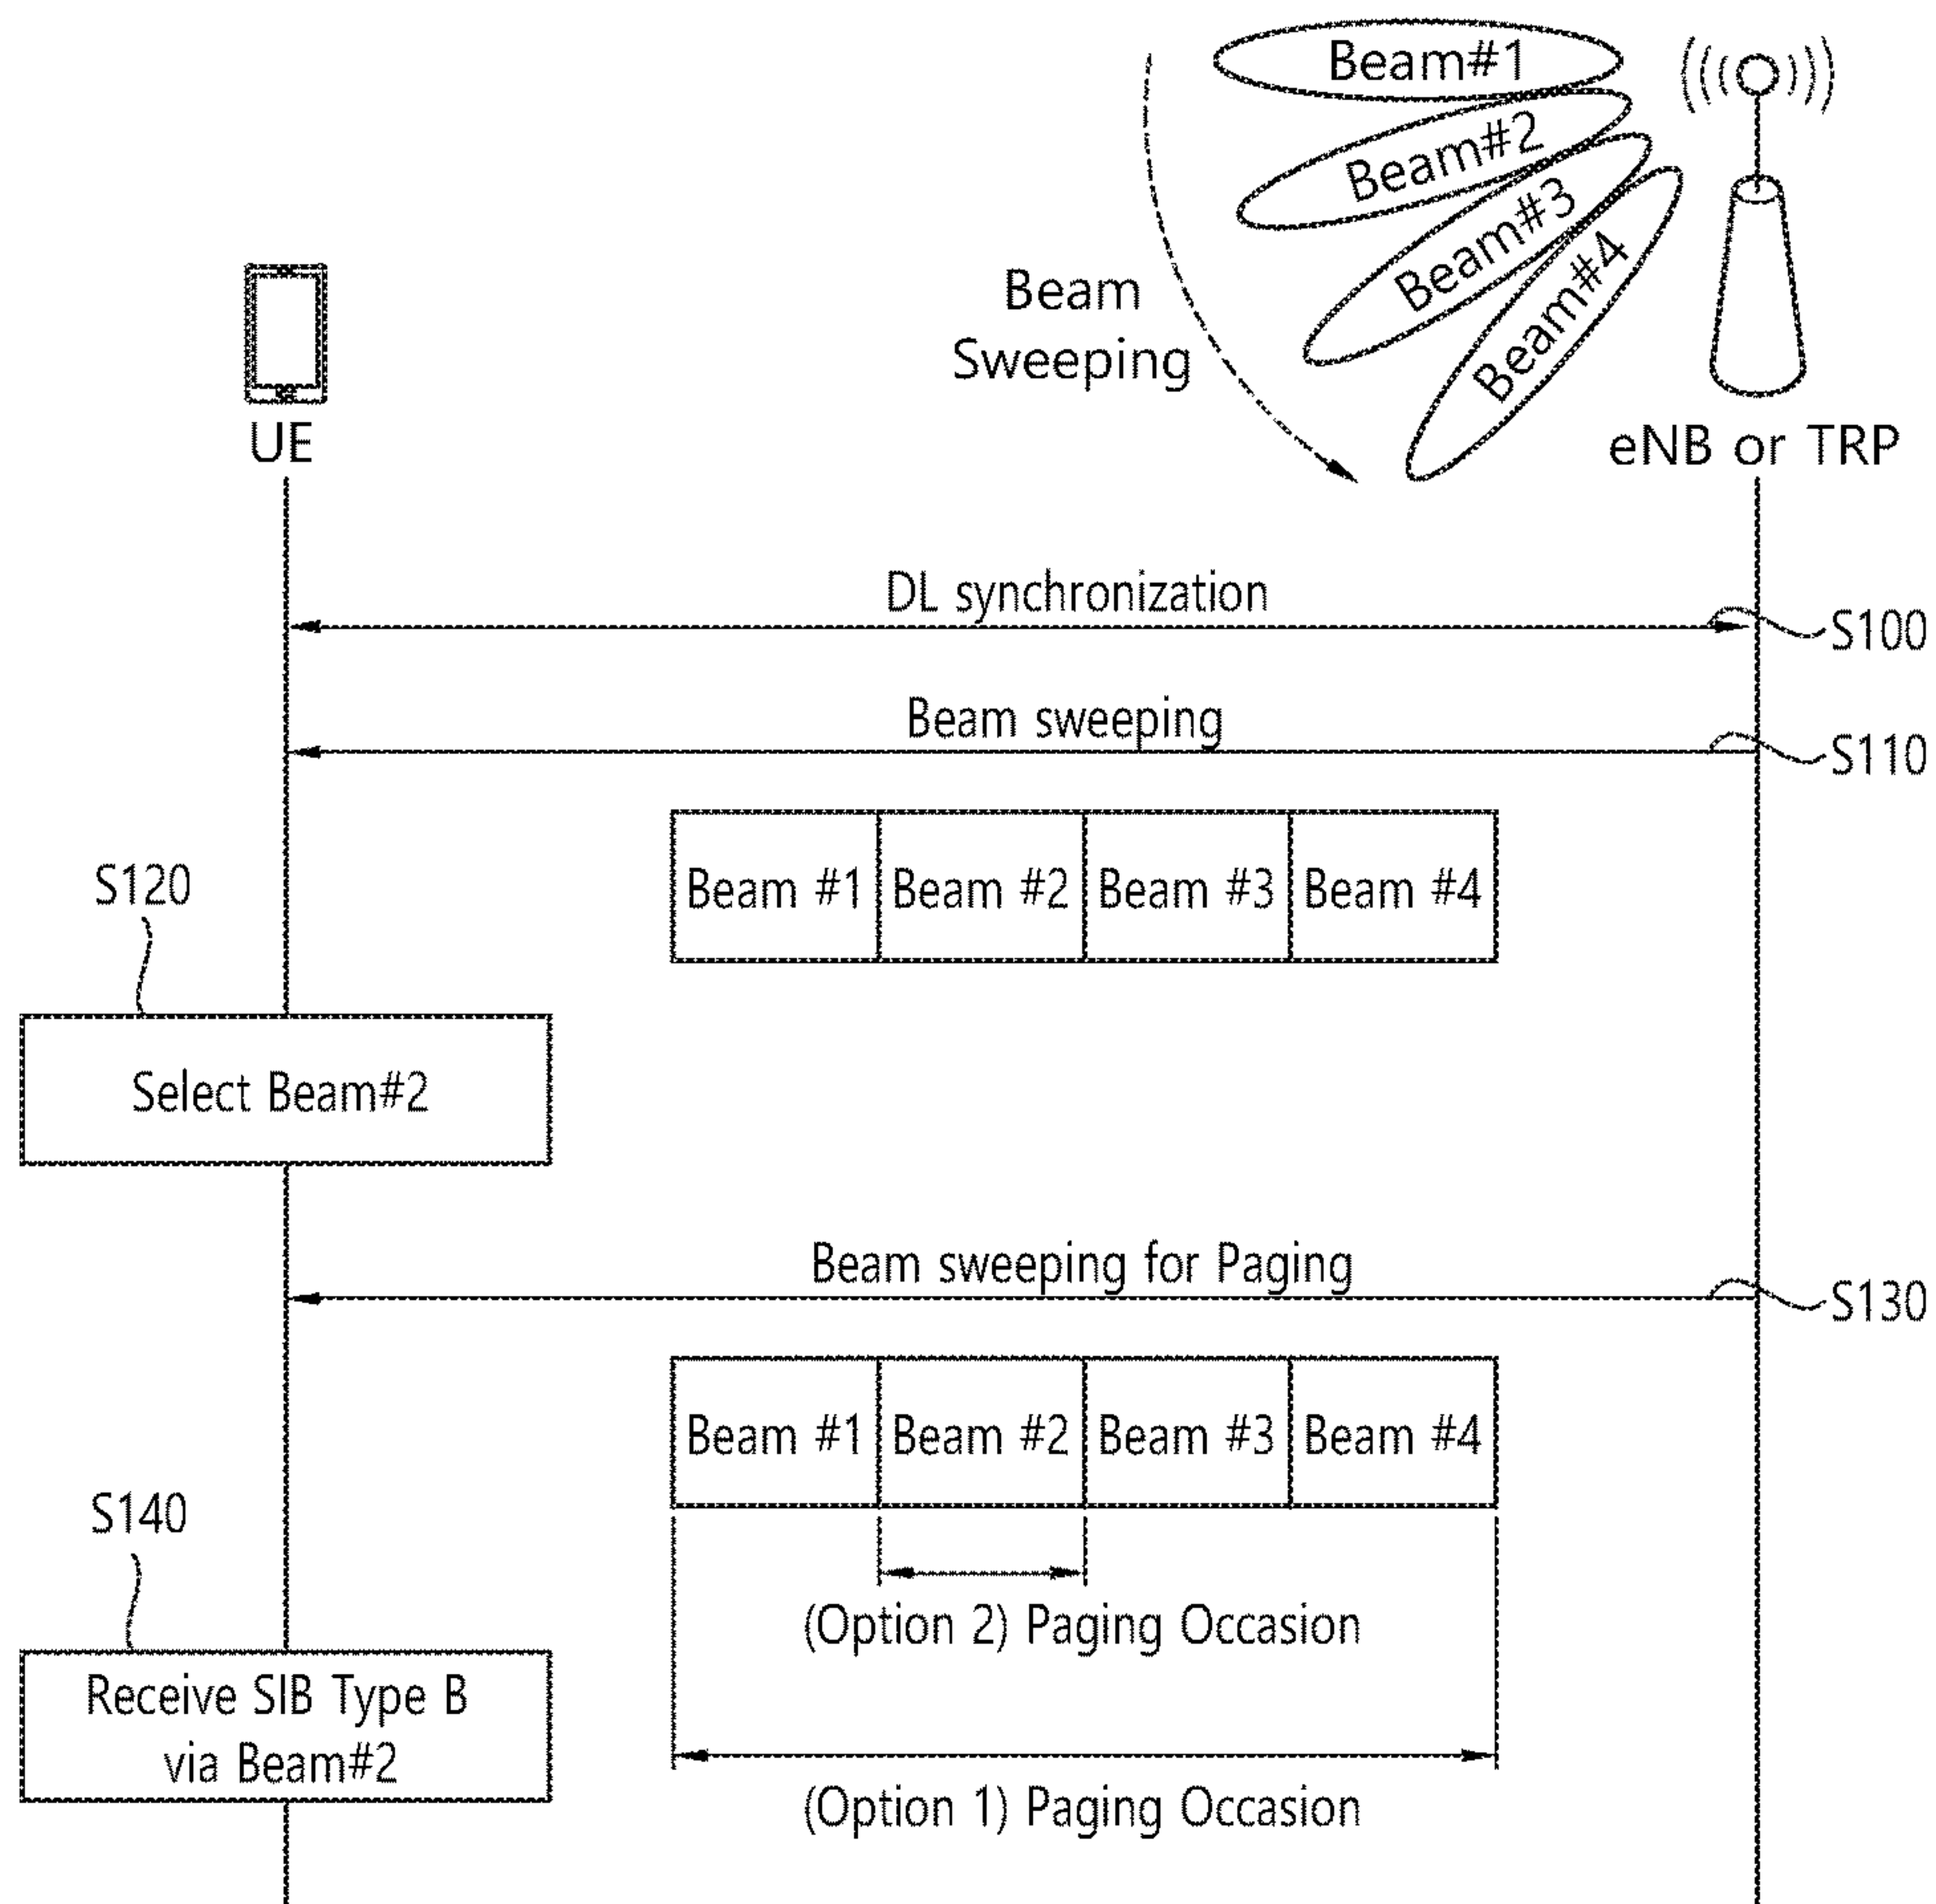 Beam#1
Beam#2
Beam#3
Beam#4
Beam
Sweeping
UE
eNB or TRP
DL synchronization
S100
Beam sweeping
S110
Beam #1 Beam #2 Beam #3 Beam #4
S120
Select Beam#2
Beam sweeping for Paging
S130
Beam #1 Beam #2 Beam #3 Beam #4
S140
(Option 2) Paging Occasion
Receive SIB Type B
via Beam#2
(Option 1) Paging Occasion